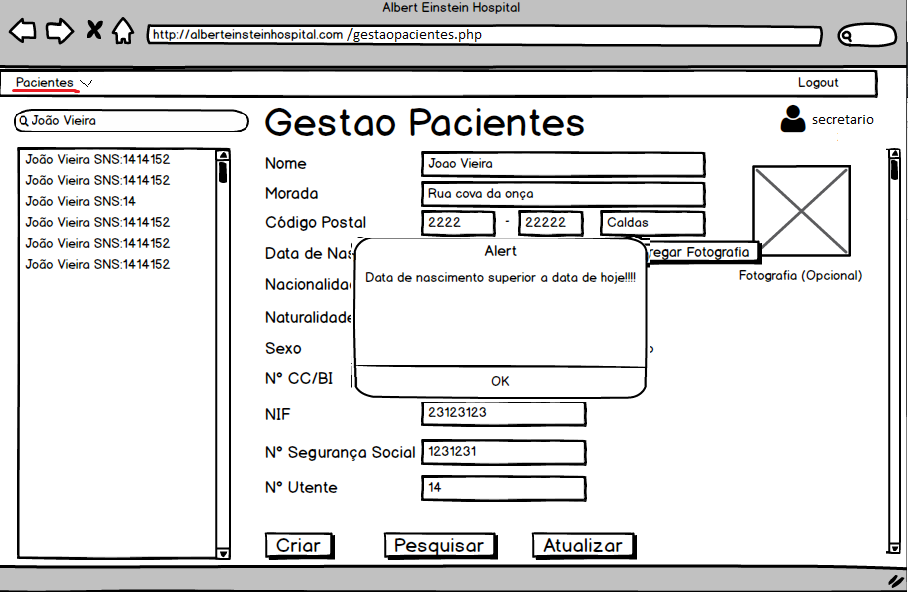 Albert Einstein Hospital
http://alberteinsteinhospital.com /gestaopacientes.php
Pacientes
Logout
João Vieira
Gestao Pacientes
secretario
João Vieira SNS:1414152
João Vieira SNS:1414152
João Vieira SNS:14
João Vieira SNS:1414152
João Vieira SNS:1414152
João Vieira SNS:1414152
Nome
Joao Vieira
Morada
Rua cova da onça
Código Postal
2222 - 22222 Caldas
Data de Nas
regar Fotografia
Fotografia (Opcional)
Alert
Data de nascimento superior a data de hoje!!!!
OK
Nacionalida
Naturalidade
Sexo
Nº CC/BI
NIF
23123123
Nº Segurança Social
1231231
Nº Utente
14
Criar
Pesquisar
Atualizar